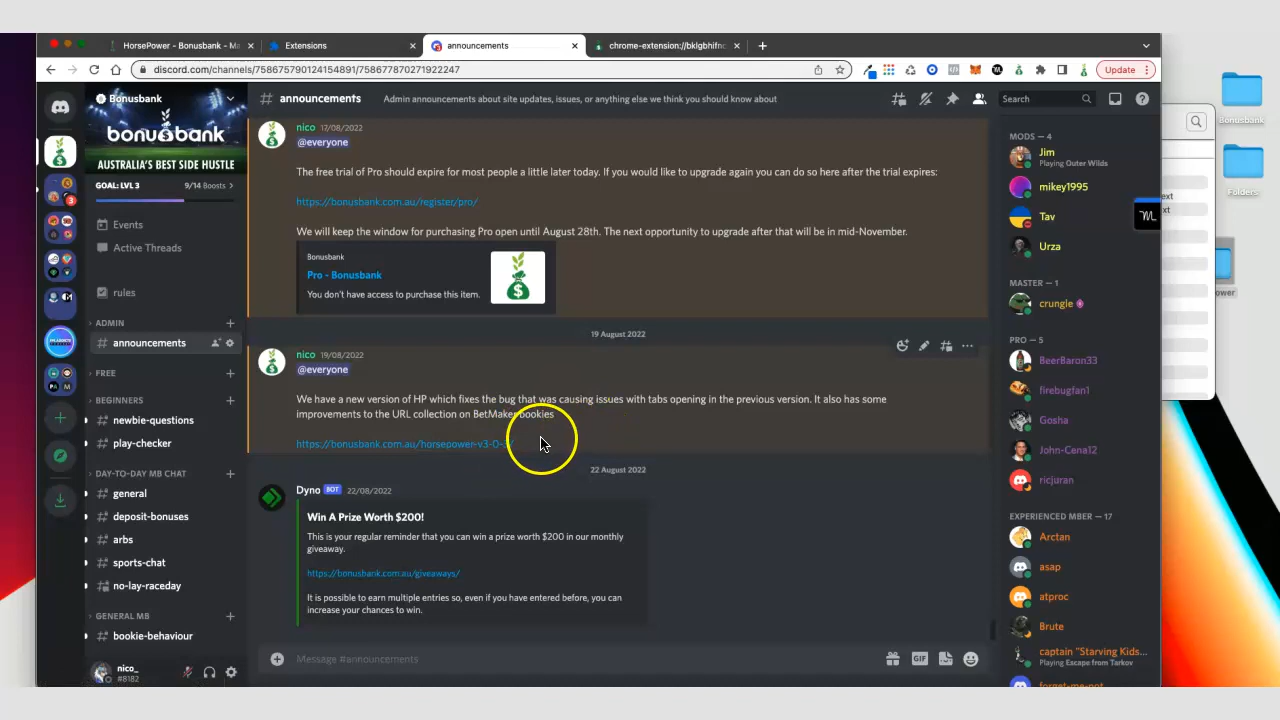 HorsePower - Bonusbank - Ma
Extensions
announcements
chrome-extension://bklgbhifnc
discord.com/channels/758675790124154891/758677870271922247
Update
Bonusbank
bonusbank
AUSTRALIA'S BEST SIDE HUSTLE
GOAL: LVL 3 9/14 Boosts >
Events
Active Threads
# rules
ADMIN
# announcements
FREE
BEGINNERS
# newbie-questions
# play-checker
DAY-TO-DAY MB CHAT
# general
# deposit-bonuses
# arbs
# sports-chat
# no-lay-raceday
GENERAL MB
# bookie-behaviour
nico_
#8182
# announcements Admin announcements about site updates, issues, or anything else we think you should know about
Search
nico 17/08/2022
@everyone
The free trial of Pro should expire for most people a little later today. If you would like to upgrade again you can do so here after the trial expires:
https://bonusbank.com.au/register/pro/
We will keep the window for purchasing Pro open until August 28th. The next opportunity to upgrade after that will be in mid-November.
Bonusbank
Pro - Bonusbank
You don't have access to purchase this item.
19 August 2022
nico 19/08/2022
@everyone
We have a new version of HP which fixes the bug that was causing issues with tabs opening in the previous version. It also has some
improvements to the URL collection on BetMaker bookies
https://bonusbank.com.au/horsepower-v3-0-
22 August 2022
Dyno BOT 22/08/2022
Win A Prize Worth $200!
This is your regular reminder that you can win a prize worth $200 in our monthly
giveaway.
https://bonusbank.com.au/giveaways/
It is possible to earn multiple entries so, even if you have entered before, you can
increase your chances to win.
Message #announcements
GIF
MODS – 4
Jim
Playing Outer Wilds
mikey1995
Tav
Urza
MASTER – 1
crungle
PRO – 5
BeerBaron33
firebugfan1
Gosha
John-Cana12
ricjuran
EXPERIENCED MBER – 17
Arctan
asap
atproc
Brute
captain "Starving Kids...
Playing Escape from Tarkov
forget-me-not
Bonusbank
Folders
ower